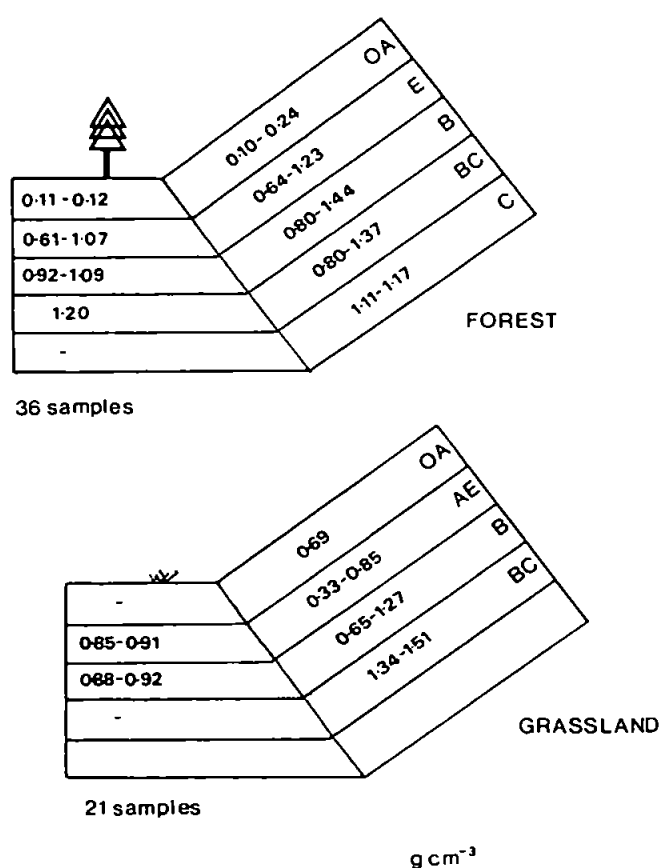 OA
E
B
BC
C
0·10 - 0·24
0·64 - 1·23
0·80 - 1·44
0·80 - 1·37
1·11 - 1·17
0·11 - 0·12
0·61 - 1·07
0·92 - 1·09
1·20
-
FOREST
36 samples
OA
AE
B
BC
0·69
0·33 - 0·85
0·65 - 1·27
1·34 - 1·51
-
0·85 - 0·91
0·88 - 0·92
-
GRASSLAND
21 samples
g cm⁻³